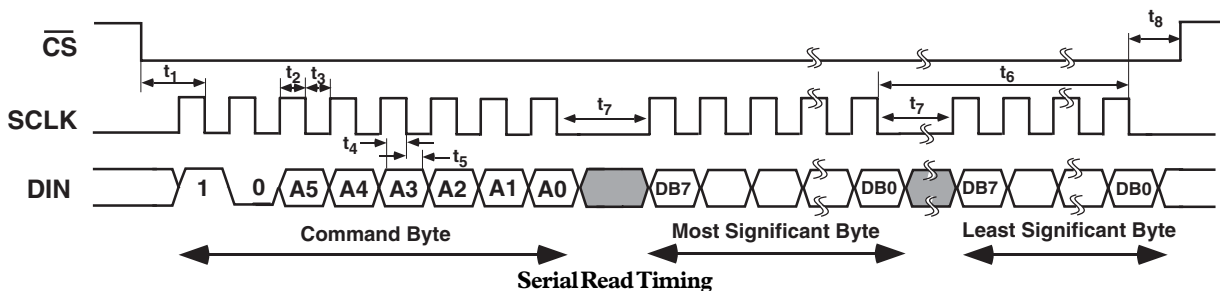 CS
t1
t2
t3
t8
t6
SCLK
t7
t7
t4
t5
DIN
1 0 A5 A4 A3 A2 A1 A0 DB7 DB0 DB7 DB0
Command Byte
Most Significant Byte
Least Significant Byte
Serial Read Timing